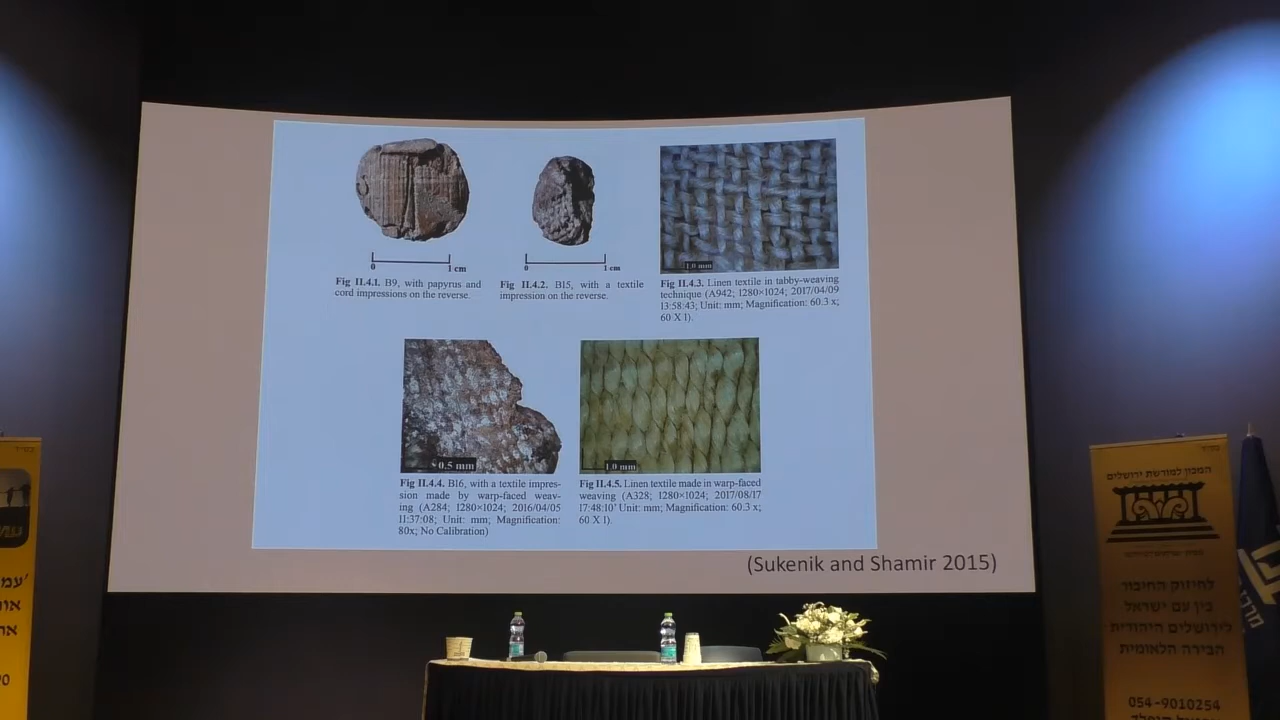 0 1 cm
Fig II.4.1. B9, with papyrus and
cord impressions on the reverse.
0 1 cm
Fig II.4.2. B15, with a textile
impression on the reverse.
1.0 mm
Fig II.4.3. Linen textile in tabby-weaving
technique (A942; 1280×1024; 2017/04/09
13:58:43; Unit: mm; Magnification: 60.3 x;
60 X I).
0.5 mm
Fig II.4.4. B16, with a textile impres-
sion made by warp-faced weav-
ing (A284; 1280×1024; 2016/04/05
11:37:08; Unit: mm; Magnification:
80x; No Calibration)
1.0 mm
Fig II.4.5. Linen textile made in warp-faced
weaving (A328; 1280×1024; 2017/08/17
17:48:10' Unit: mm; Magnification: 60.3 x;
60 X I).
(Sukenik and Shamir 2015)
בס"ד
המכון למורשת ירושלים
לחיזוק החיבור
בין עם ישראל
לירושלים היהודית
הבירה הלאומית
054-9010254